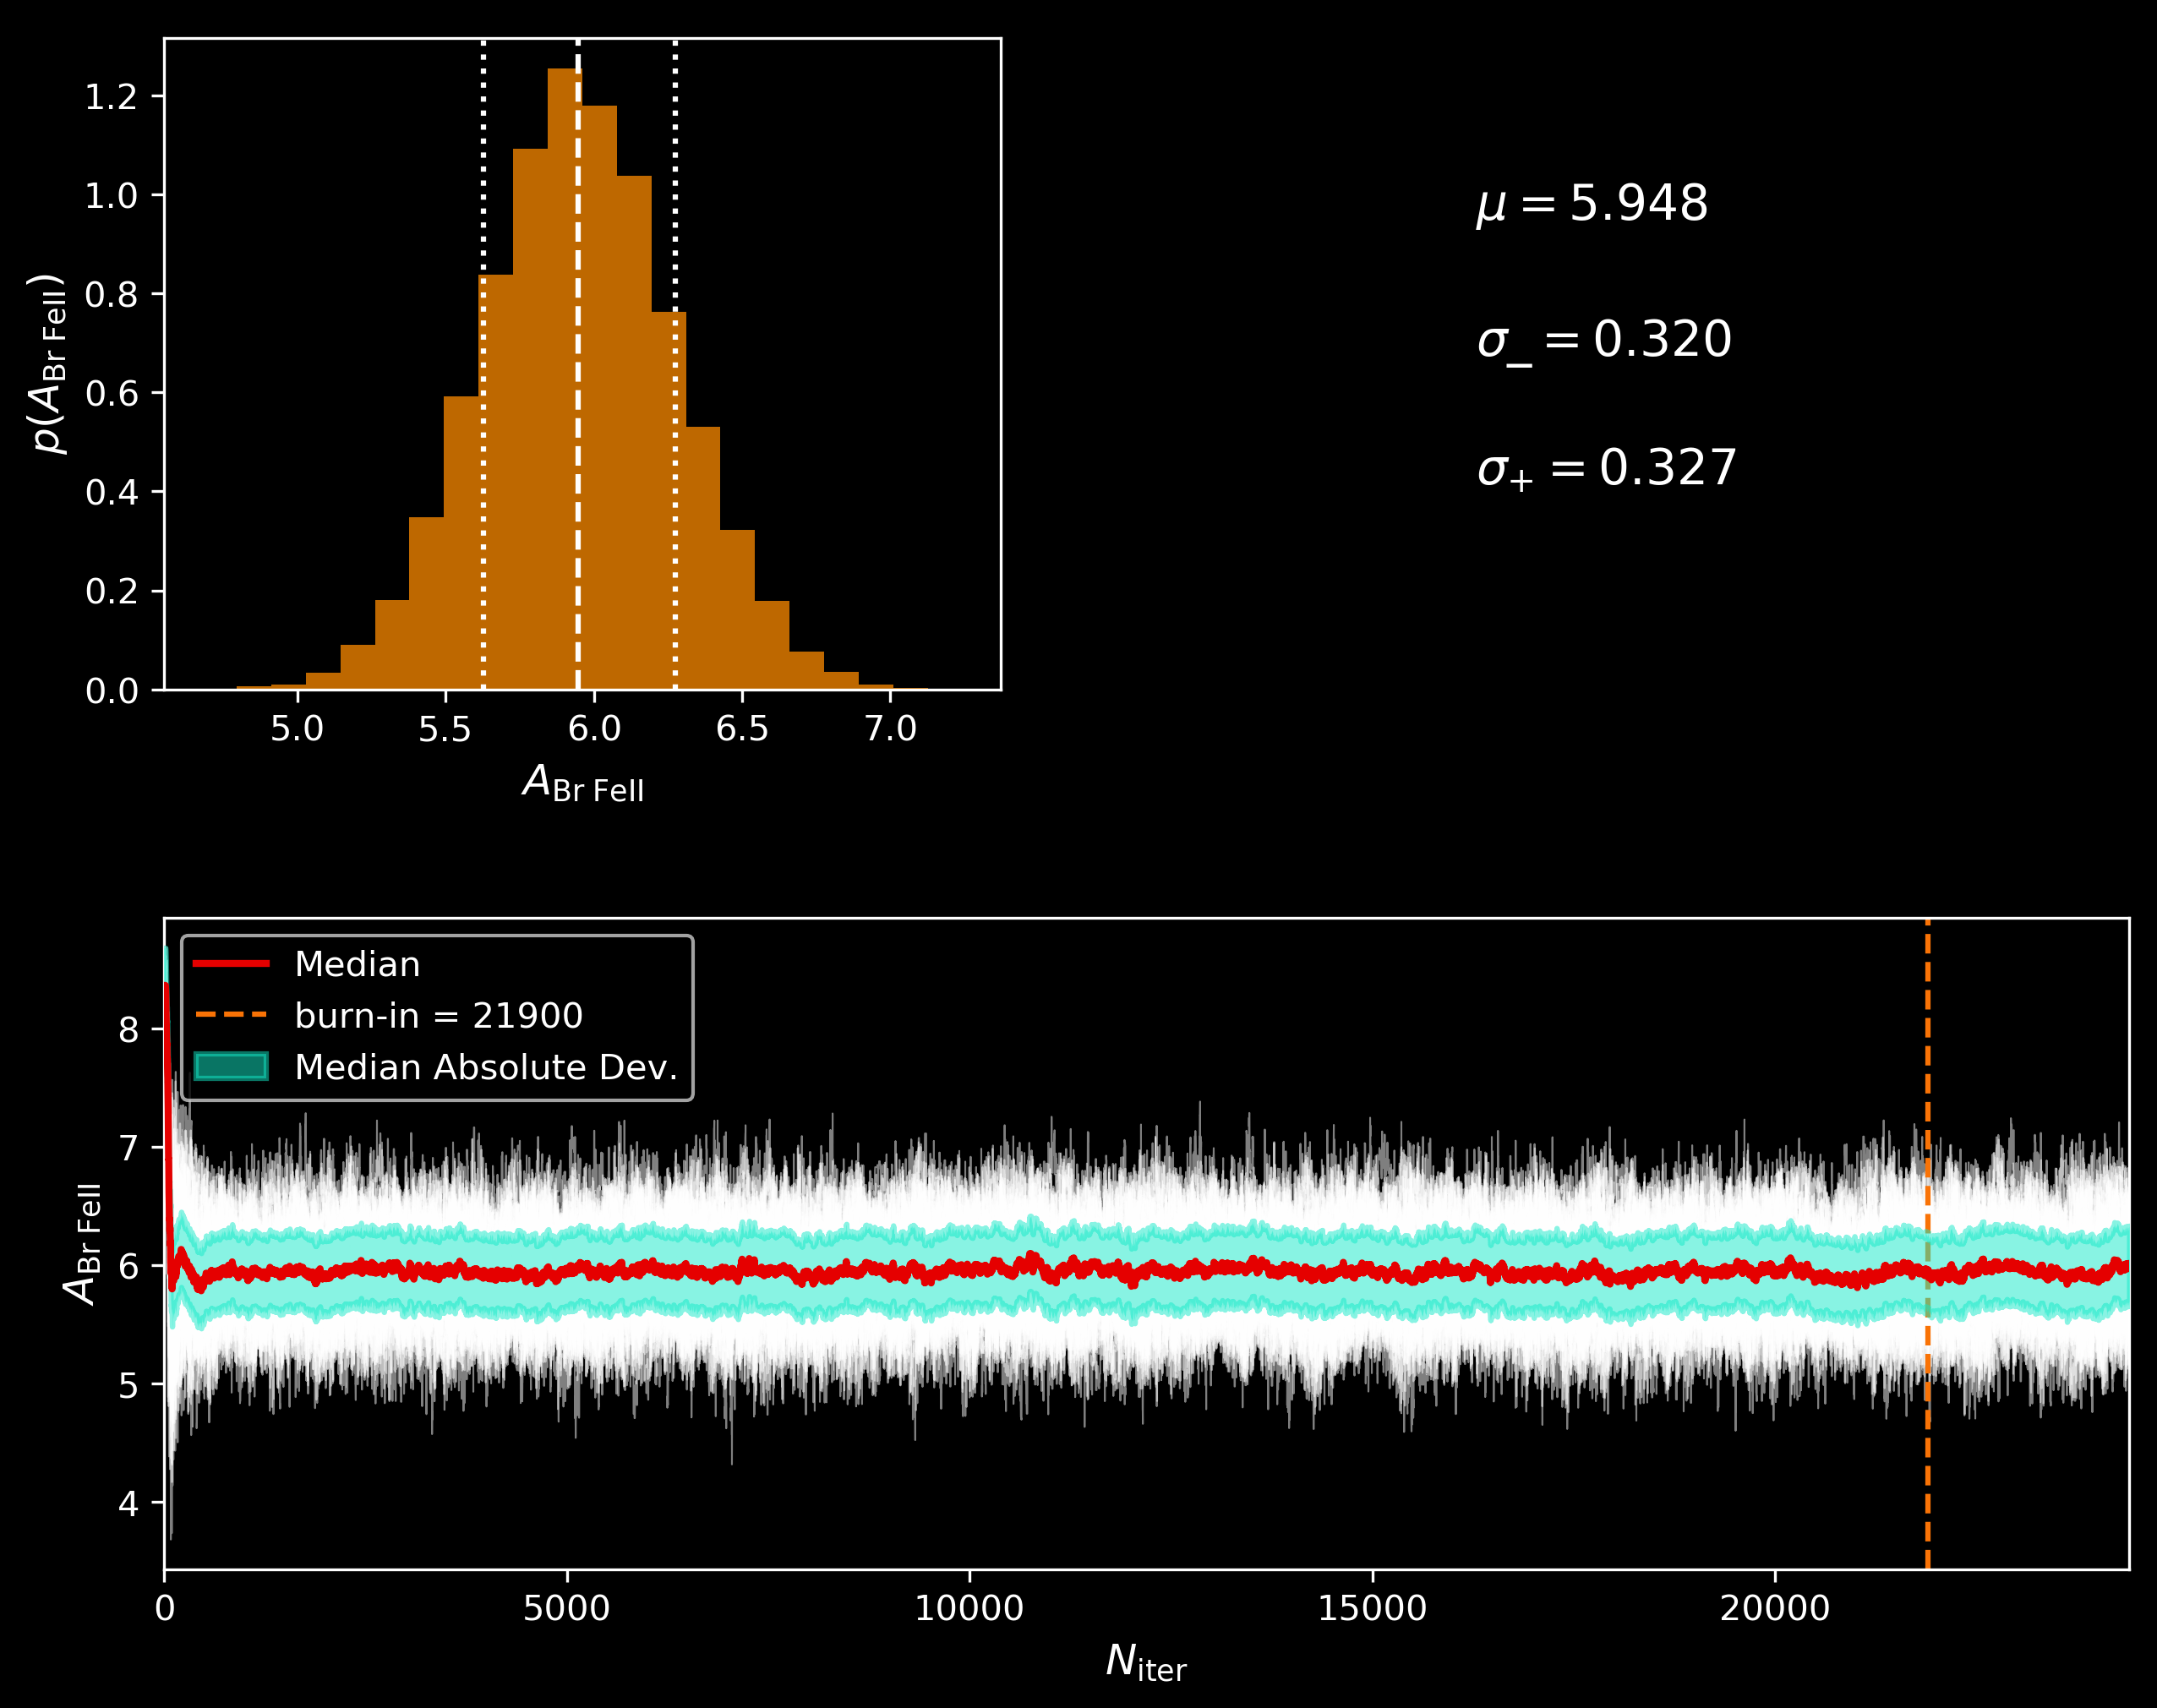 1.2
1.0
0.8
0.6
0.4
0.2
0.0
p(A_Br FeII)
5.0 5.5 6.0 6.5 7.0
A_Br FeII
μ = 5.948
σ_− = 0.320
σ_+ = 0.327
Median
burn-in = 21900
Median Absolute Dev.
8
7
6
5
4
A_Br FeII
0 5000 10000 15000 20000
N_iter